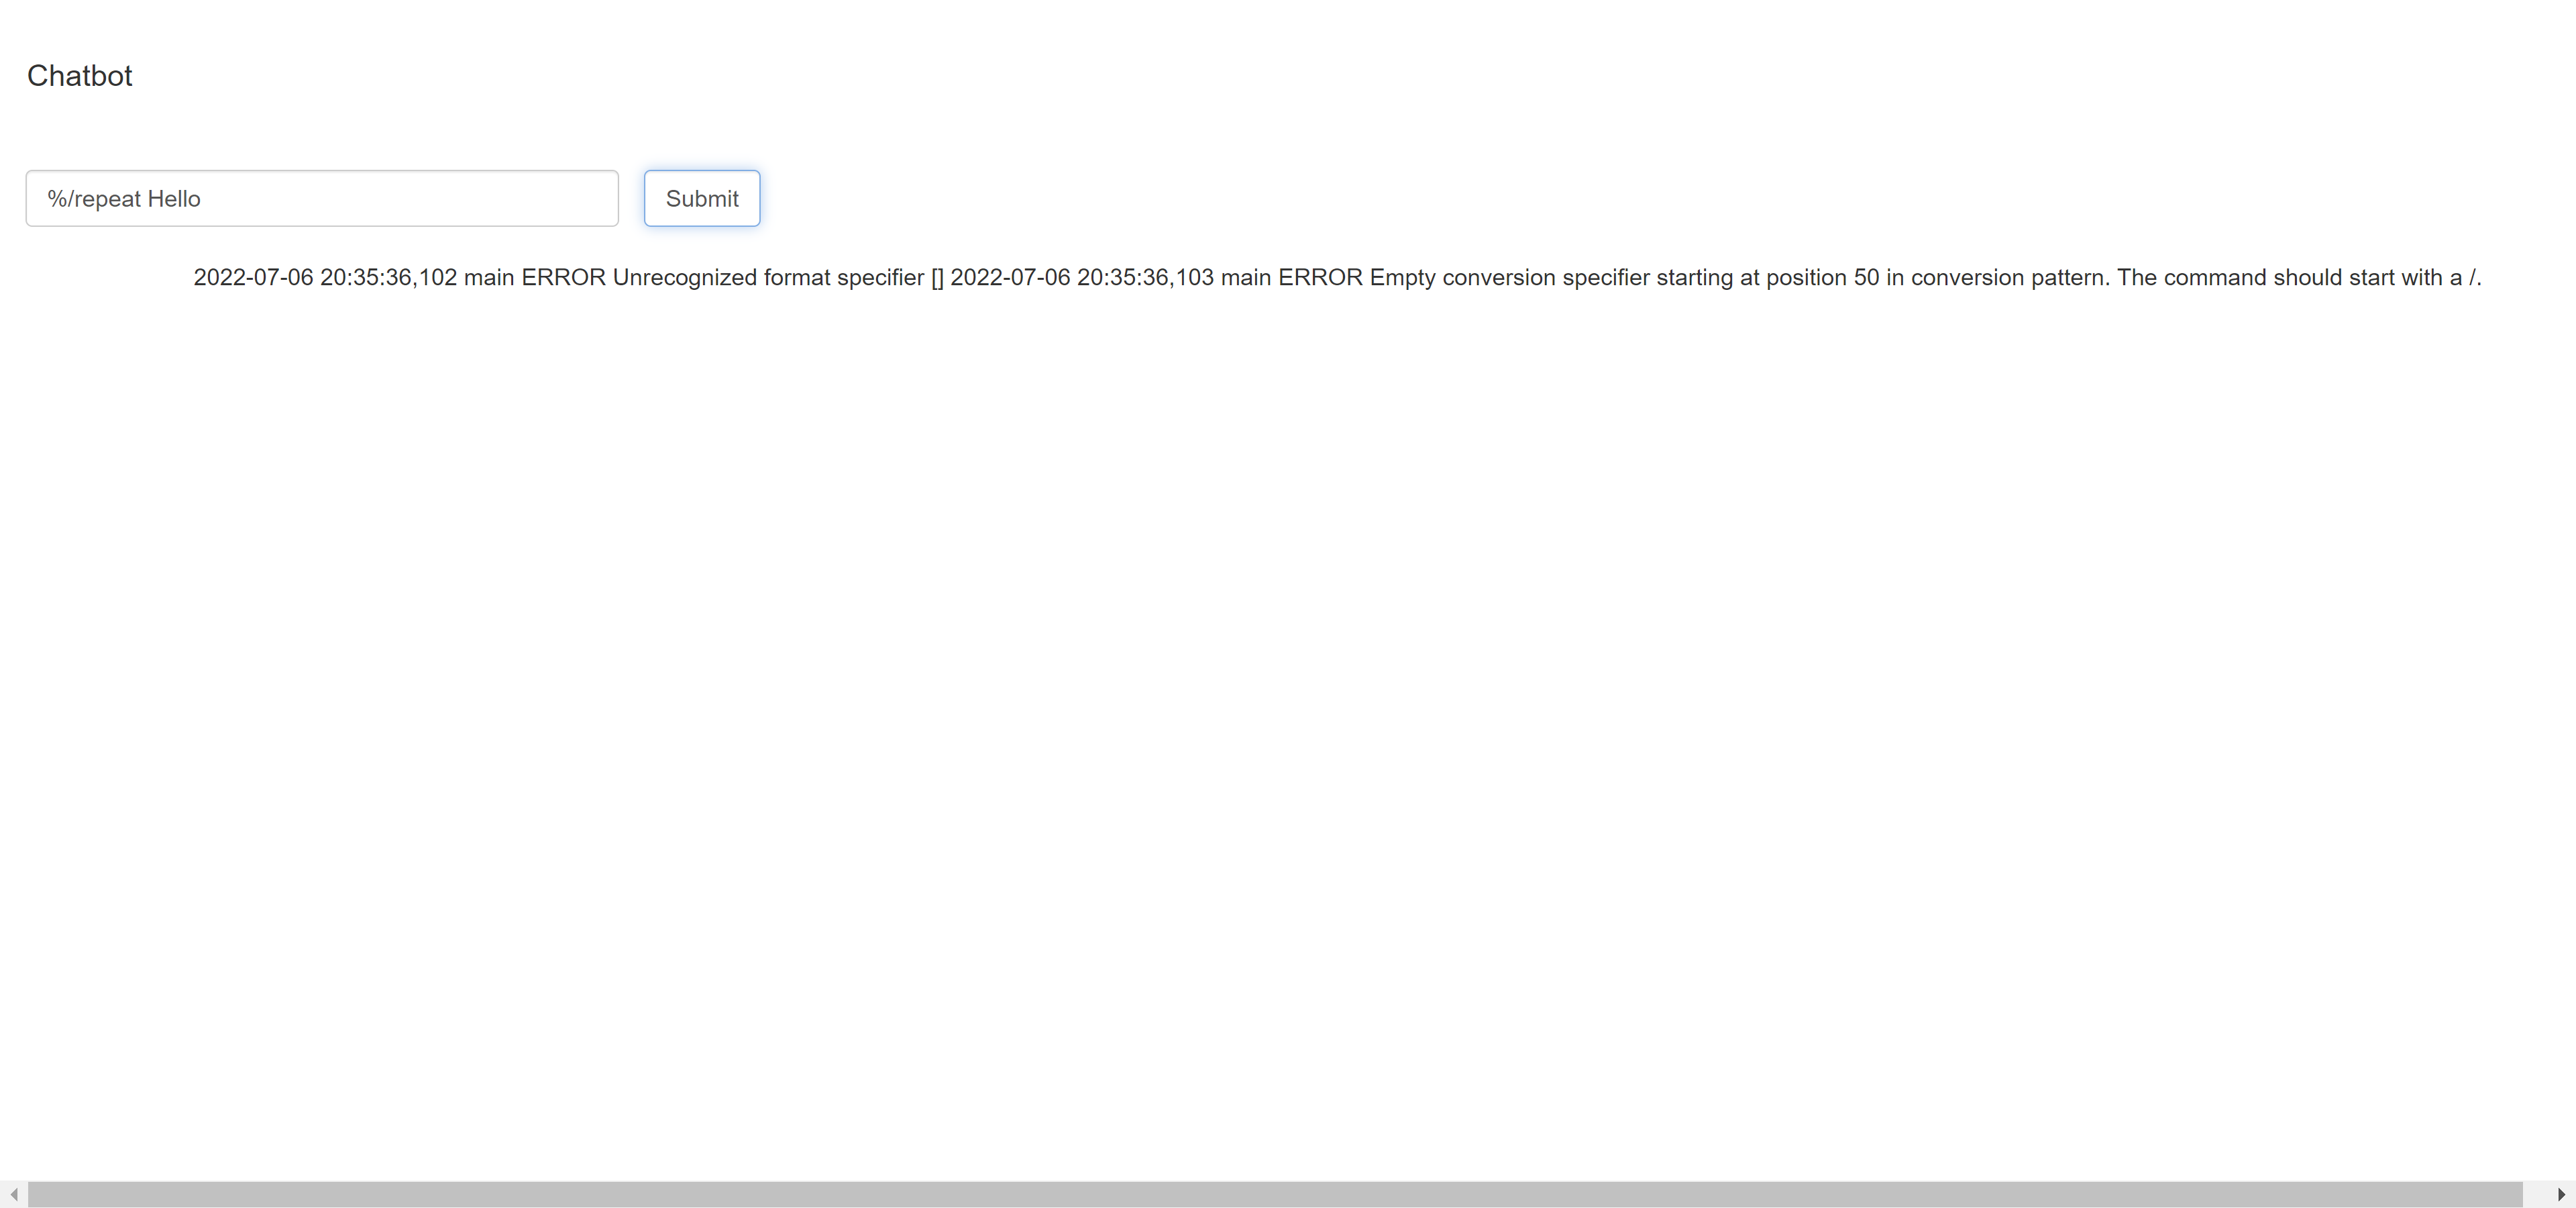 Chatbot
%/repeat Hello
Submit
2022-07-06 20:35:36,102 main ERROR Unrecognized format specifier [] 2022-07-06 20:35:36,103 main ERROR Empty conversion specifier starting at position 50 in conversion pattern. The command should start with a /.